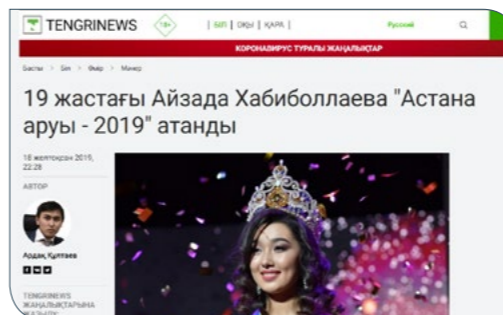 TENGRINEWS 18+ | БІЛ | ОҚЫ | ҚАРА | Русский
КОРОНАВИРУС ТУРАЛЫ ЖАҢАЛЫҚТАР
Басты > Біл > Өмір > Мәнер
19 жастағы Айзада Хабиболлаева "Астана
аруы - 2019" атанды
18 желтоқсан 2019,
22:28
АВТОР
Ардақ Құлтаев
TENGRINEWS
ЖАҢАЛЫҚТАРЫНА